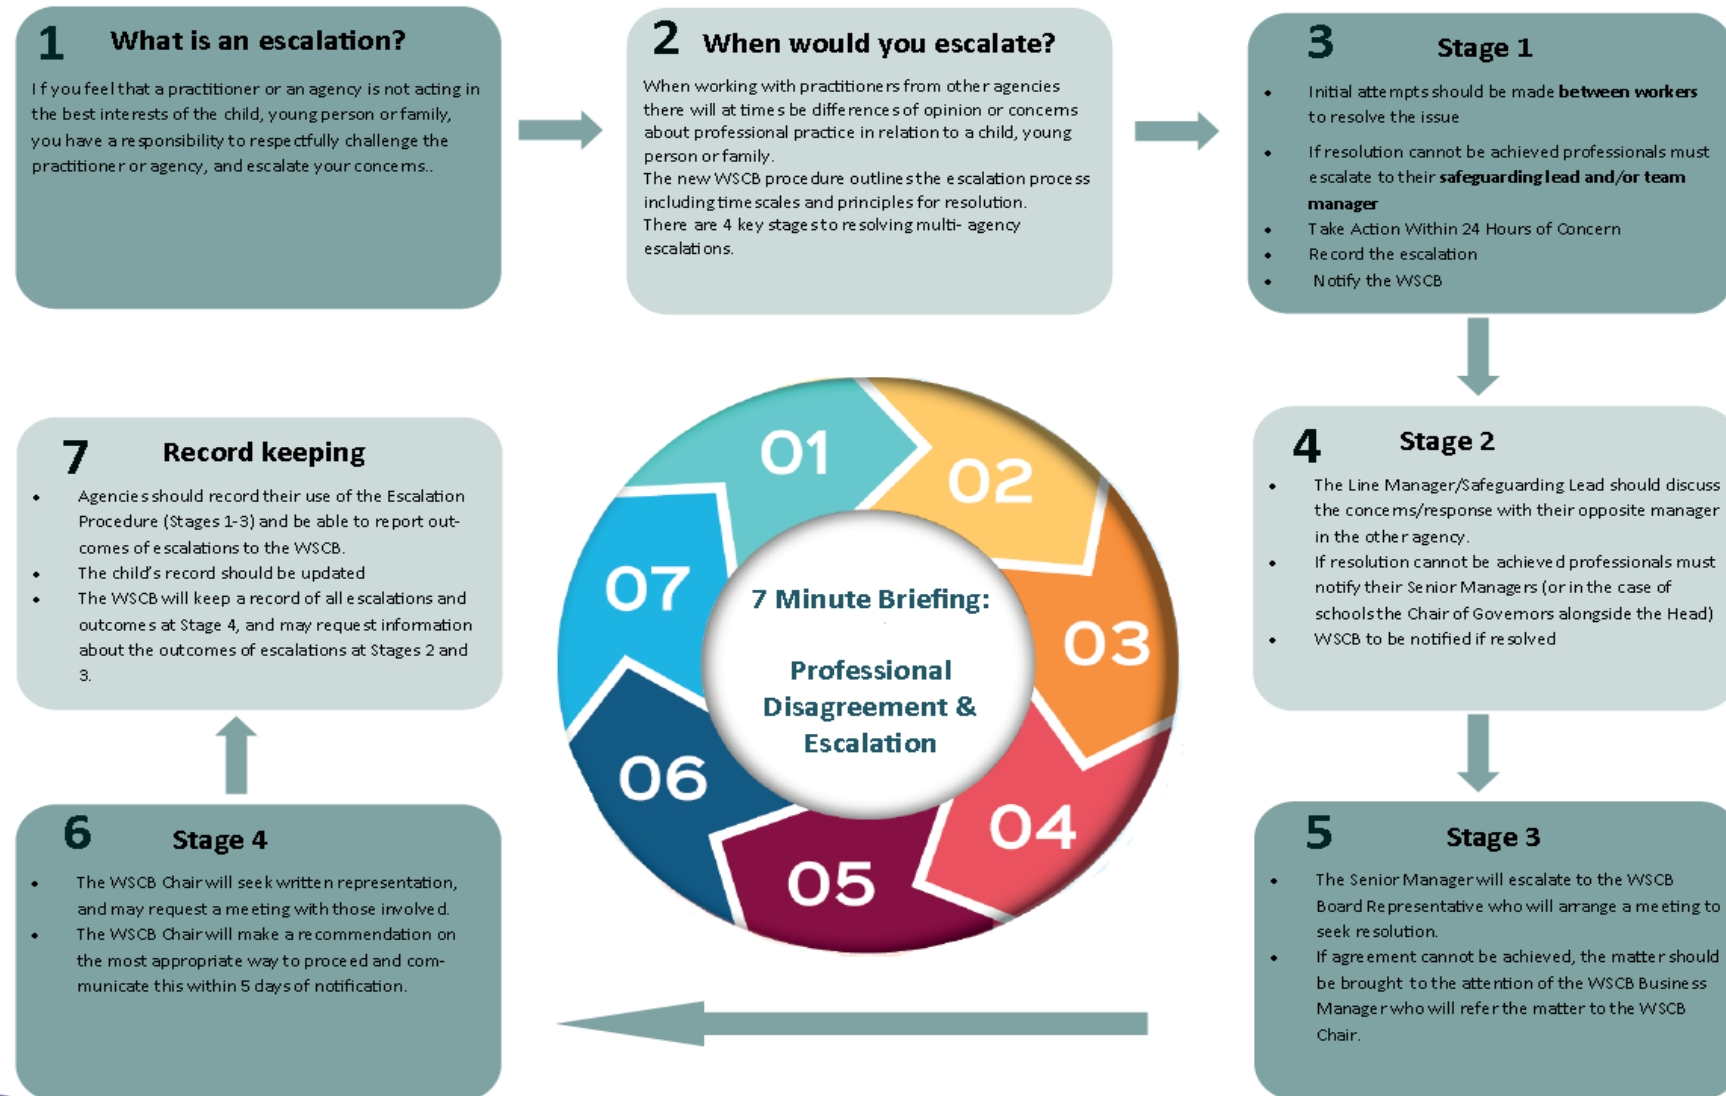 1 What is an escalation?
If you feel that a practitioner or an agency is not acting in
the best interests of the child, young person or family,
you have a responsibility to respectfully challenge the
practitioner or agency, and escalate your concerns..
2 When would you escalate?
When working with practitioners from other agencies
there will at times be differences of opinion or concerns
about professional practice in relation to a child, young
person or family.
The new WSCB procedure outlines the escalation process
including timescales and principles for resolution.
There are 4 key stages to resolving multi- agency
escalations.
3 Stage 1
• Initial attempts should be made between workers
to resolve the issue
• If resolution cannot be achieved professionals must
escalate to their safeguarding lead and/or team
manager
• Take Action Within 24 Hours of Concern
• Record the escalation
• Notify the WSCB
4 Stage 2
• The Line Manager/Safeguarding Lead should discuss
the concerns/response with their opposite manager
in the other agency.
• If resolution cannot be achieved professionals must
notify their Senior Managers (or in the case of
schools the Chair of Governors alongside the Head)
• WSCB to be notified if resolved
5 Stage 3
• The Senior Manager will escalate to the WSCB
Board Representative who will arrange a meeting to
seek resolution.
• If agreement cannot be achieved, the matter should
be brought to the attention of the WSCB Business
Manager who will refer the matter to the WSCB
Chair.
6 Stage 4
• The WSCB Chair will seek written representation,
and may request a meeting with those involved.
• The WSCB Chair will make a recommendation on
the most appropriate way to proceed and com-
municate this within 5 days of notification.
7 Record keeping
• Agencies should record their use of the Escalation
Procedure (Stages 1-3) and be able to report out-
comes of escalations to the WSCB.
• The child's record should be updated
• The WSCB will keep a record of all escalations and
outcomes at Stage 4, and may request information
about the outcomes of escalations at Stages 2 and
3.
01
02
03
04
05
06
07
7 Minute Briefing:
Professional
Disagreement &
Escalation